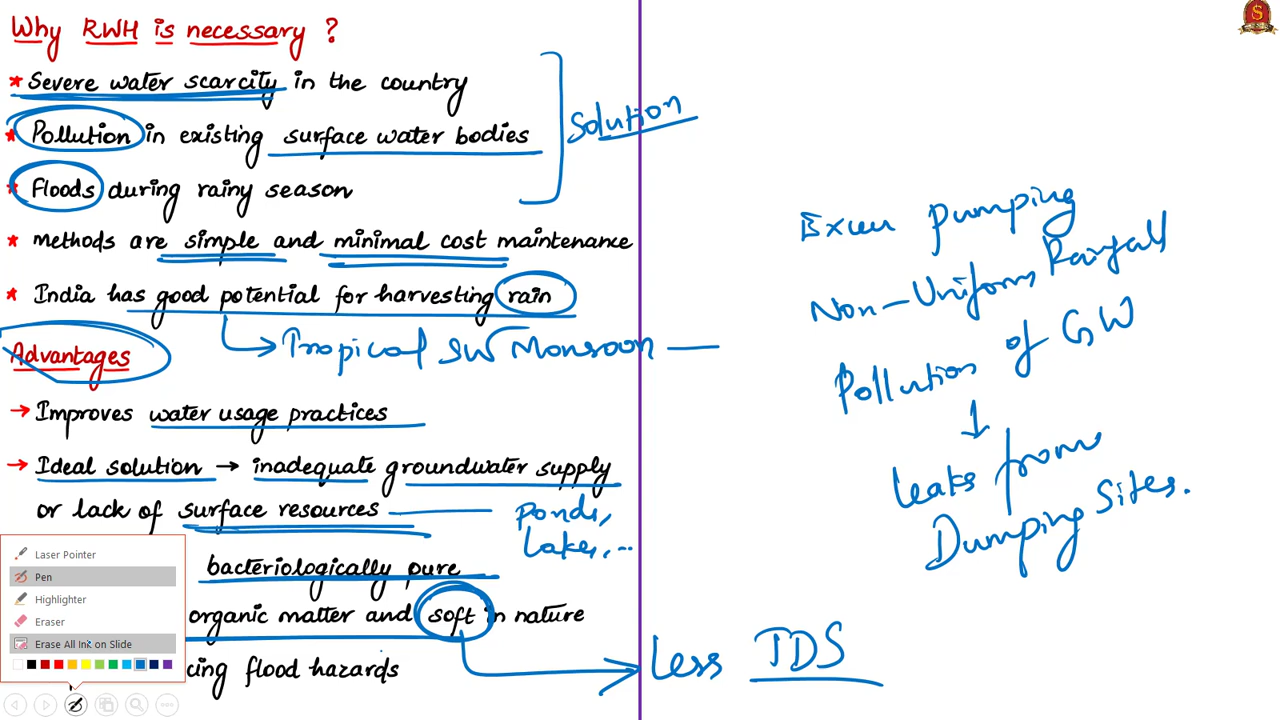 Why RWH is necessary ?
* Severe water scarcity in the country
* Pollution in existing surface water bodies
* Floods during rainy season
Solution
* methods are simple and minimal cost maintenance
* India has good potential for harvesting rain
Tropical SW Monsoon —
Advantages
→ Improves water usage practices
→ Ideal solution → inadequate groundwater supply
or lack of surface resources
Ponds,
Lakes, ...
bacteriologically pure
organic matter and soft in nature
cing flood hazards
less TDS
pumping
Non-Uniform Rainfall
Pollution of GW
↓
leaks from
Dumping Sites.
Laser Pointer
Pen
Highlighter
Eraser
Erase All Ink on Slide
S